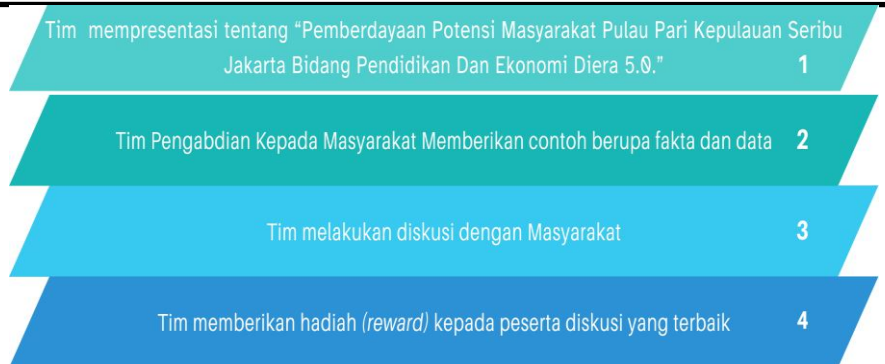 Tim mempresentasi tentang “Pemberdayaan Potensi Masyarakat Pulau Pari Kepulauan Seribu
Jakarta Bidang Pendidikan Dan Ekonomi Diera 5.0.” 1
Tim Pengabdian Kepada Masyarakat Memberikan contoh berupa fakta dan data 2
Tim melakukan diskusi dengan Masyarakat 3
Tim memberikan hadiah (reward) kepada peserta diskusi yang terbaik 4